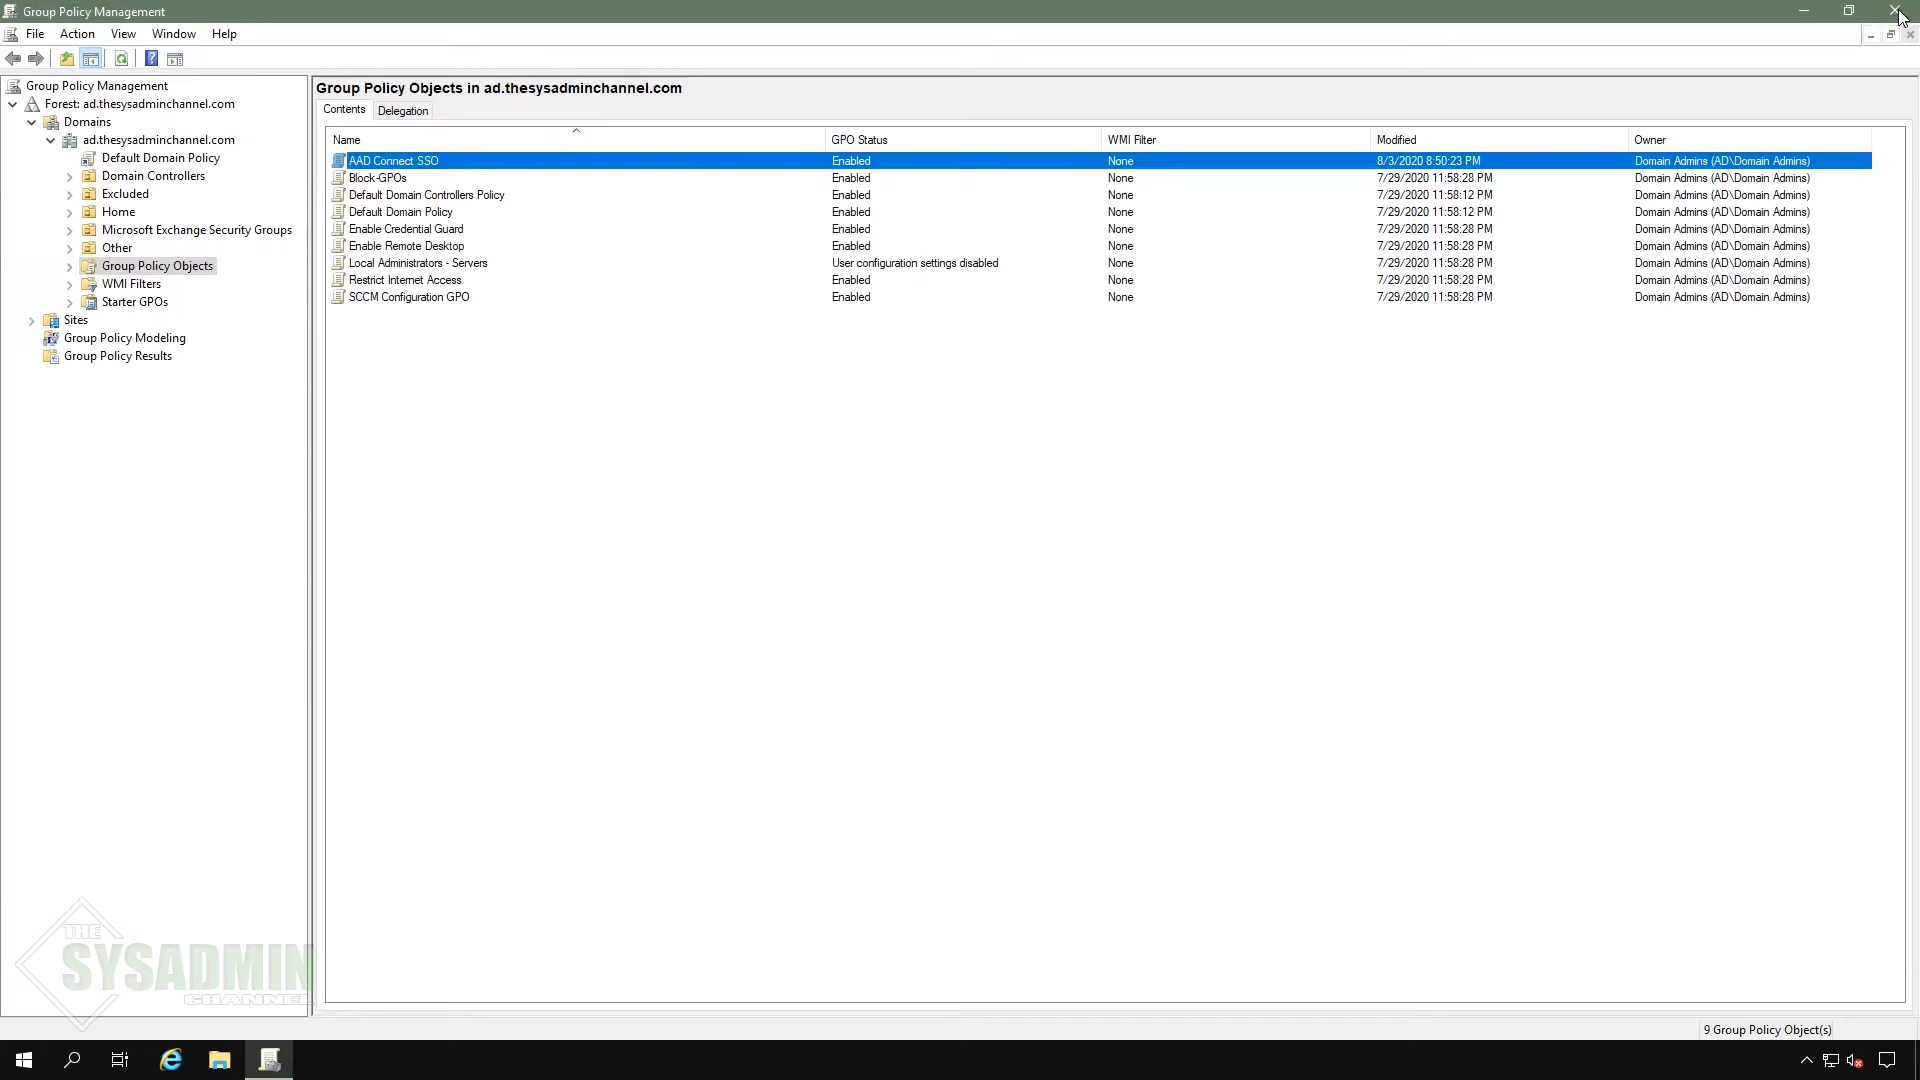 Group Policy Management
File Action View Window Help
Group Policy Management
Forest: ad.thesysadminchannel.com
Domains
ad.thesysadminchannel.com
Default Domain Policy
Domain Controllers
Excluded
Home
Microsoft Exchange Security Groups
Other
Group Policy Objects
WMI Filters
Starter GPOs
Sites
Group Policy Modeling
Group Policy Results
Group Policy Objects in ad.thesysadminchannel.com
Contents Delegation
Name GPO Status WMI Filter Modified Owner
AAD Connect SSO Enabled None 8/3/2020 8:50:23 PM Domain Admins (AD\Domain Admins)
Block-GPOs Enabled None 7/29/2020 11:58:28 PM Domain Admins (AD\Domain Admins)
Default Domain Controllers Policy Enabled None 7/29/2020 11:58:12 PM Domain Admins (AD\Domain Admins)
Default Domain Policy Enabled None 7/29/2020 11:58:12 PM Domain Admins (AD\Domain Admins)
Enable Credential Guard Enabled None 7/29/2020 11:58:28 PM Domain Admins (AD\Domain Admins)
Enable Remote Desktop Enabled None 7/29/2020 11:58:28 PM Domain Admins (AD\Domain Admins)
Local Administrators - Servers User configuration settings disabled None 7/29/2020 11:58:28 PM Domain Admins (AD\Domain Admins)
Restrict Internet Access Enabled None 7/29/2020 11:58:28 PM Domain Admins (AD\Domain Admins)
SCCM Configuration GPO Enabled None 7/29/2020 11:58:28 PM Domain Admins (AD\Domain Admins)
THE
SYSADMIN
CHANNEL
9 Group Policy Object(s)